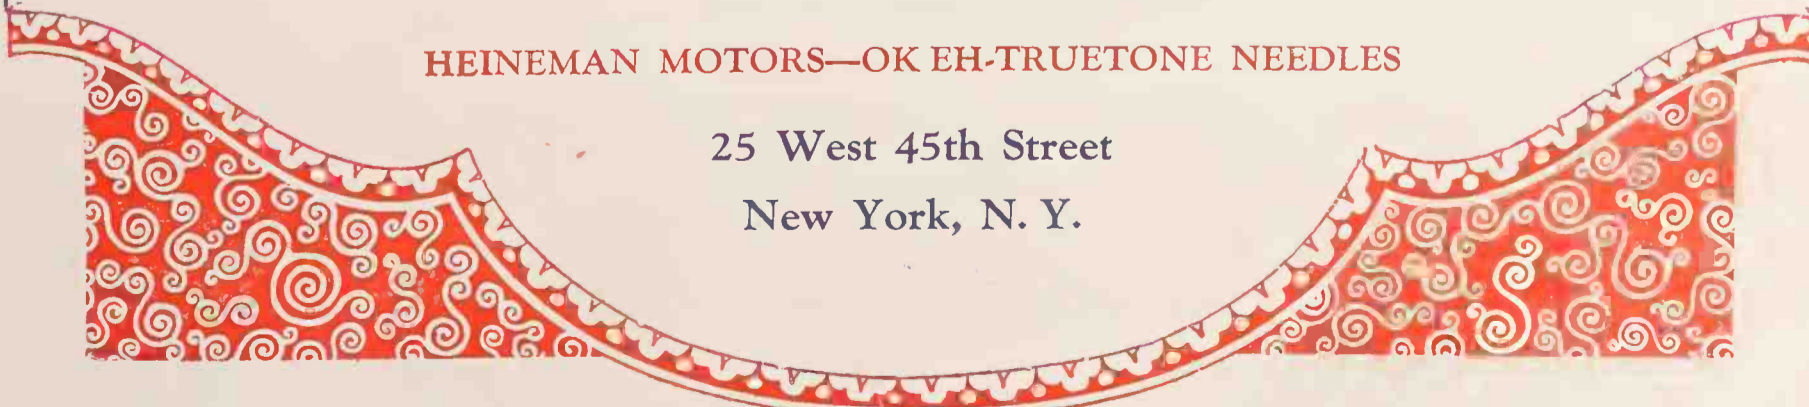 HEINEMAN MOTORS—OK EH-TRUETONE NEEDLES
25 West 45th Street
New York, N. Y.